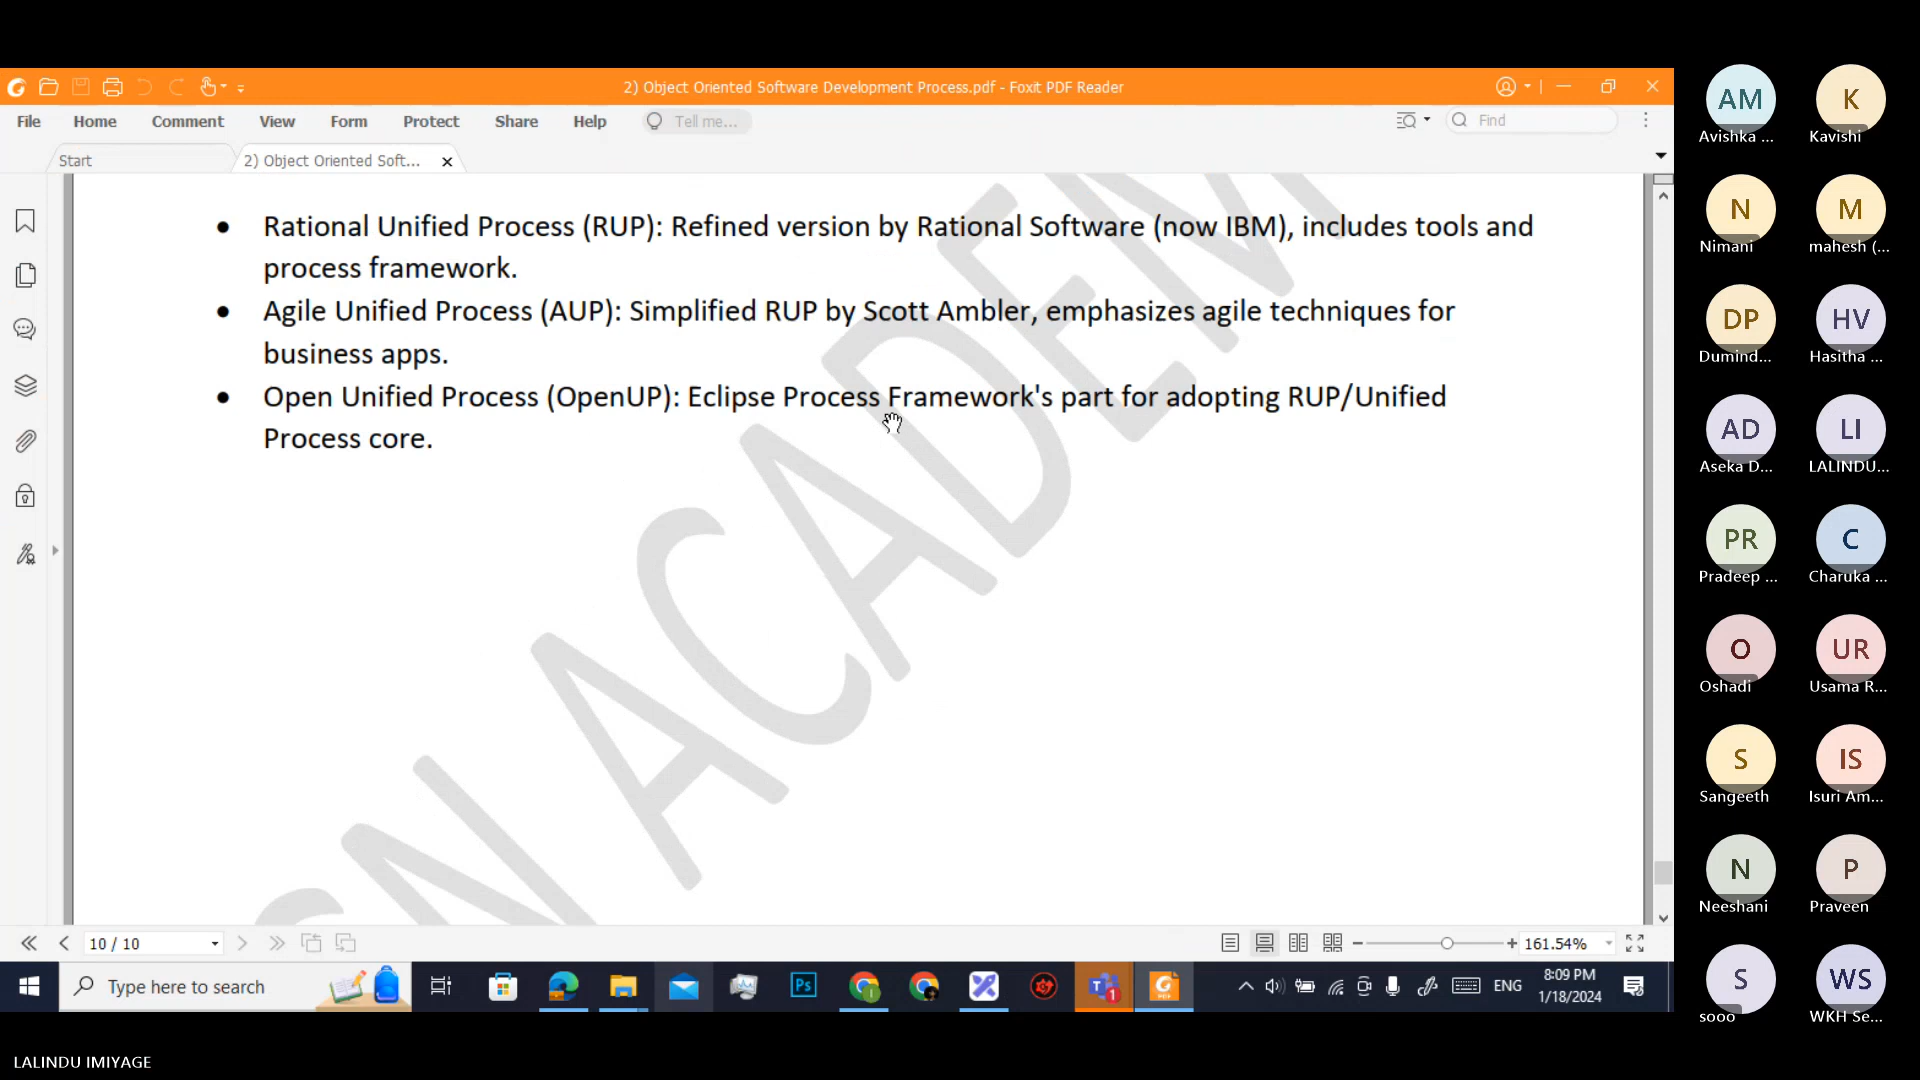 2) Object Oriented Software Development Process.pdf - Foxit PDF Reader
File Home Comment View Form Protect Share Help Tell me... Find
Start 2) Object Oriented Soft...
• Rational Unified Process (RUP): Refined version by Rational Software (now IBM), includes tools and
process framework.
• Agile Unified Process (AUP): Simplified RUP by Scott Ambler, emphasizes agile techniques for
business apps.
• Open Unified Process (OpenUP): Eclipse Process Framework's part for adopting RUP/Unified
Process core.
N ACADEM
10 / 10
161.54%
Type here to search
Ps
1
ENG
8:09 PM
1/18/2024
AM K
Avishka ... Kavishi
N M
Nimani mahesh (...
DP HV
Dumind... Hasitha ...
AD LI
Aseka D... LALINDU...
PR C
Pradeep ... Charuka ...
O UR
Oshadi Usama R...
S IS
Sangeeth Isuri Am...
N P
Neeshani Praveen
S WS
sooo WKH Se...
LALINDU IMIYAGE